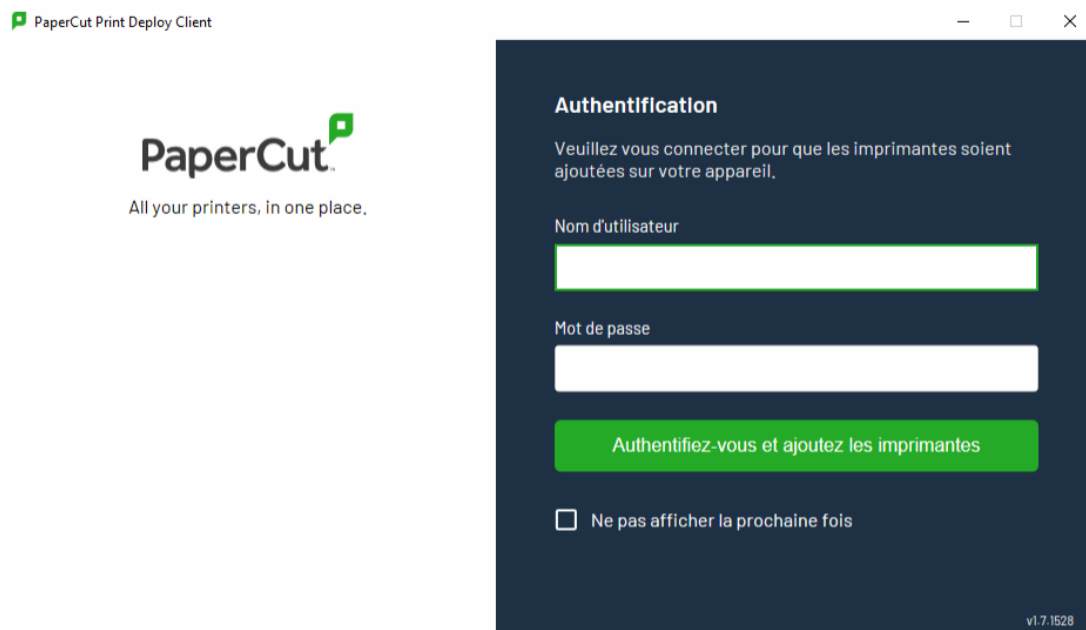 PaperCut Print Deploy Client
PaperCut
All your printers, in one place.
Authentification
Veuillez vous connecter pour que les imprimantes soient
ajoutées sur votre appareil.
Nom d'utilisateur
Mot de passe
Authentifiez-vous et ajoutez les imprimantes
Ne pas afficher la prochaine fois
v1.7.1528